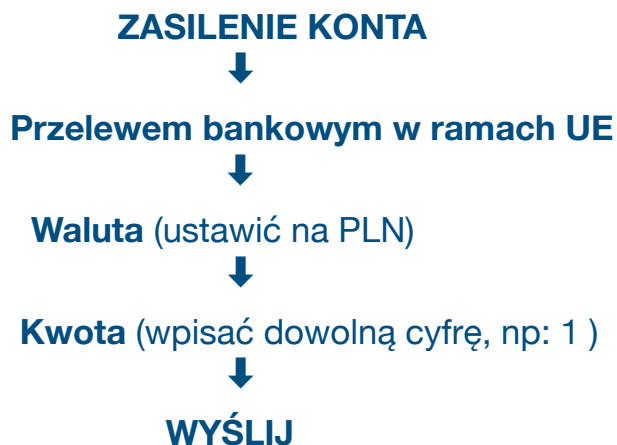 ZASILENIE KONTA
Przelewem bankowym w ramach UE
Waluta (ustawić na PLN)
Kwota (wpisać dowolną cyfrę, np: 1 )
WYŚLIJ